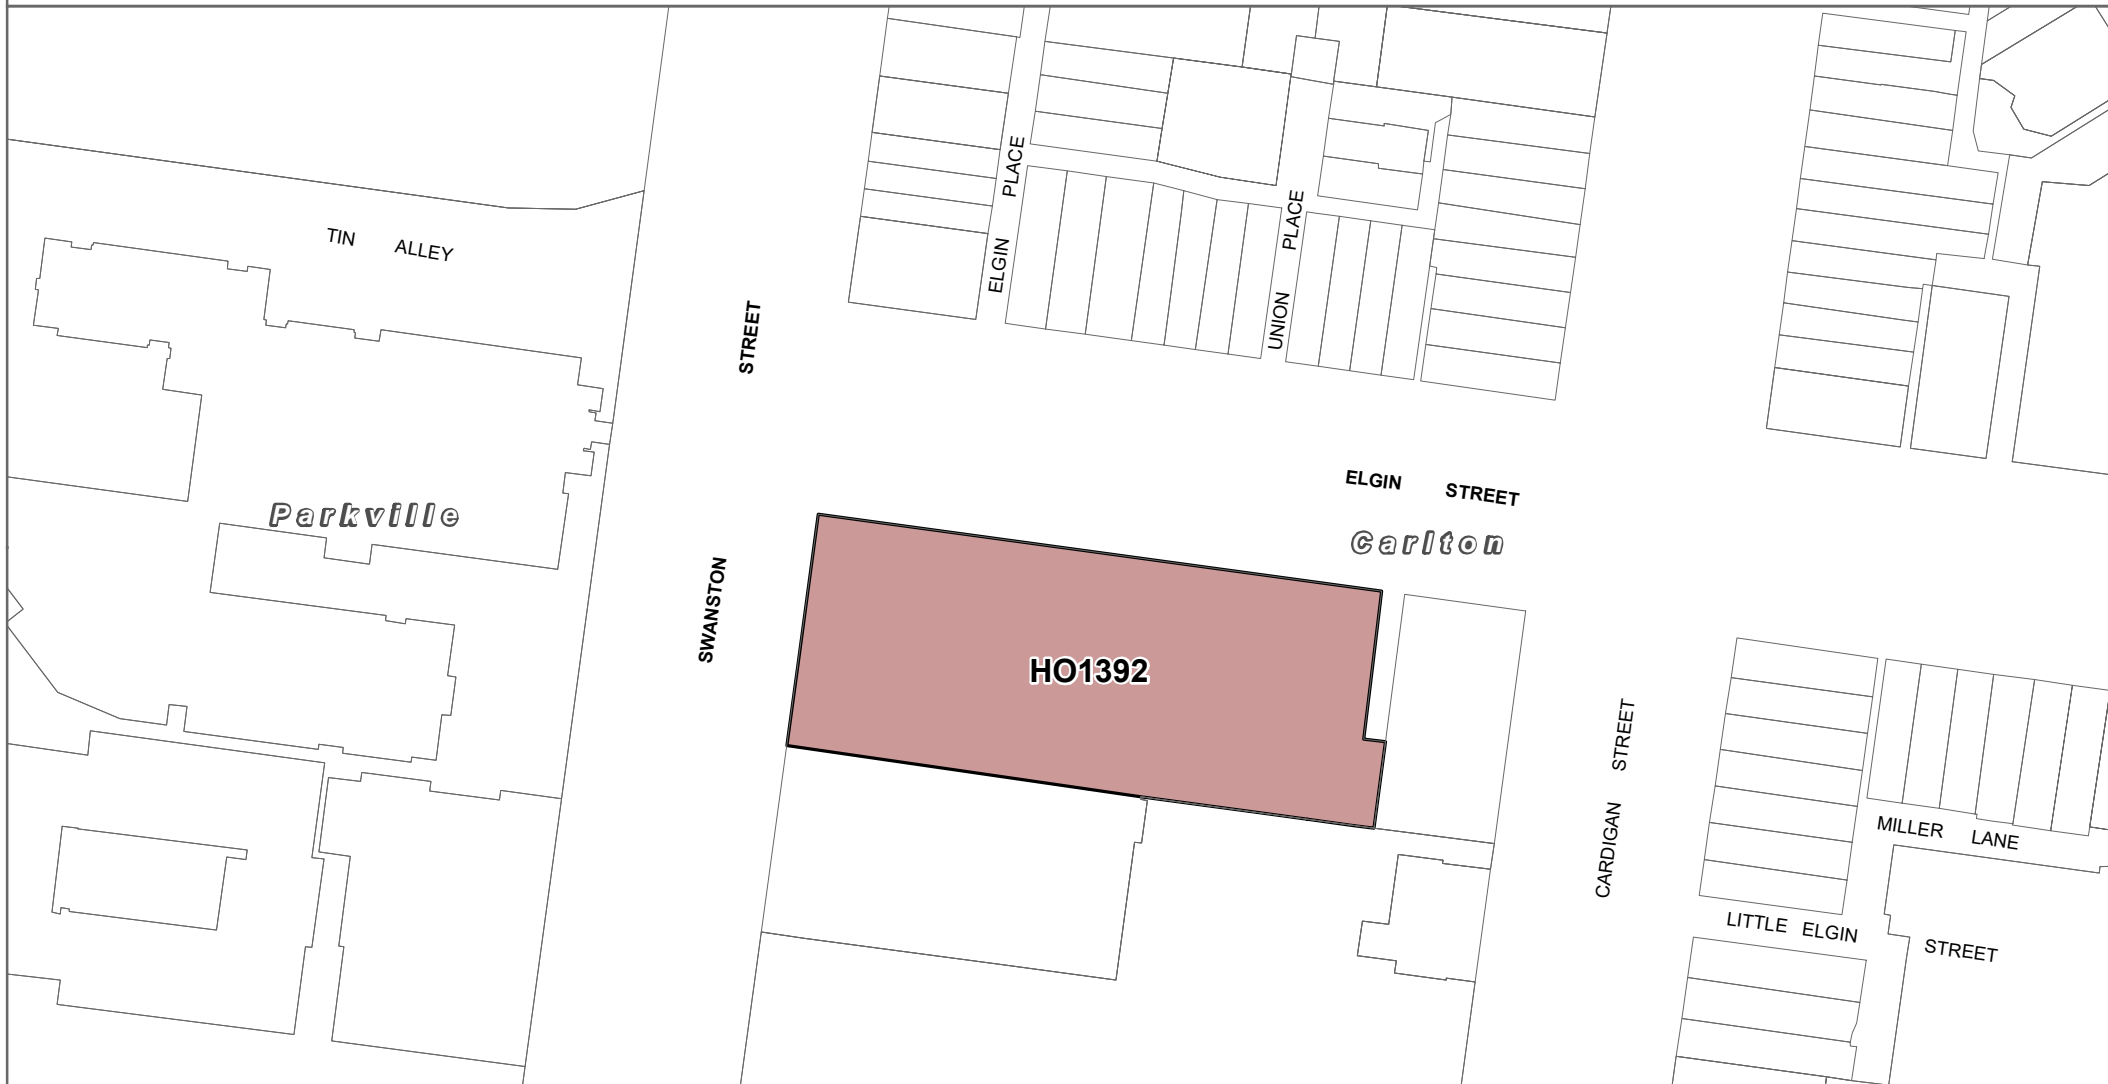 ELGIN PLACE
UNION PLACE
TIN ALLEY
SWANSTON STREET
ELGIN STREET
Parkville
Carlton
HO1392
CARDIGAN STREET
MILLER LANE
LITTLE ELGIN STREET